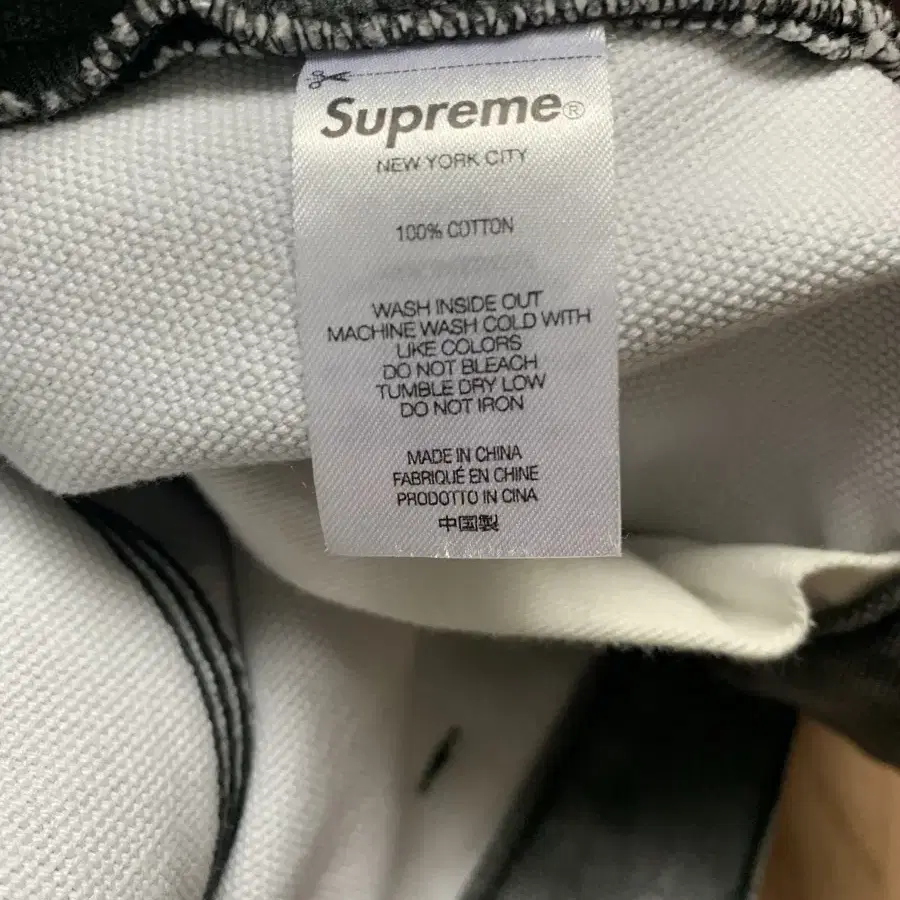 Supreme®
NEW YORK CITY
100% COTTON
WASH INSIDE OUT
MACHINE WASH COLD WITH
LIKE COLORS
DO NOT BLEACH
TUMBLE DRY LOW
DO NOT IRON
MADE IN CHINA
FABRIQUÉ EN CHINE
PRODOTTO IN CINA
中国製